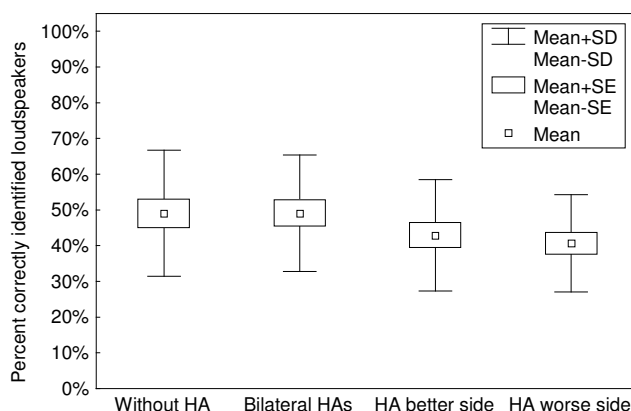 Percent correctly identified loudspeakers
100%
90%
80%
70%
60%
50%
40%
30%
20%
10%
0%
Mean+SD
Mean-SD
Mean+SE
Mean-SE
Mean
Without HA
Bilateral HAs
HA better side
HA worse side